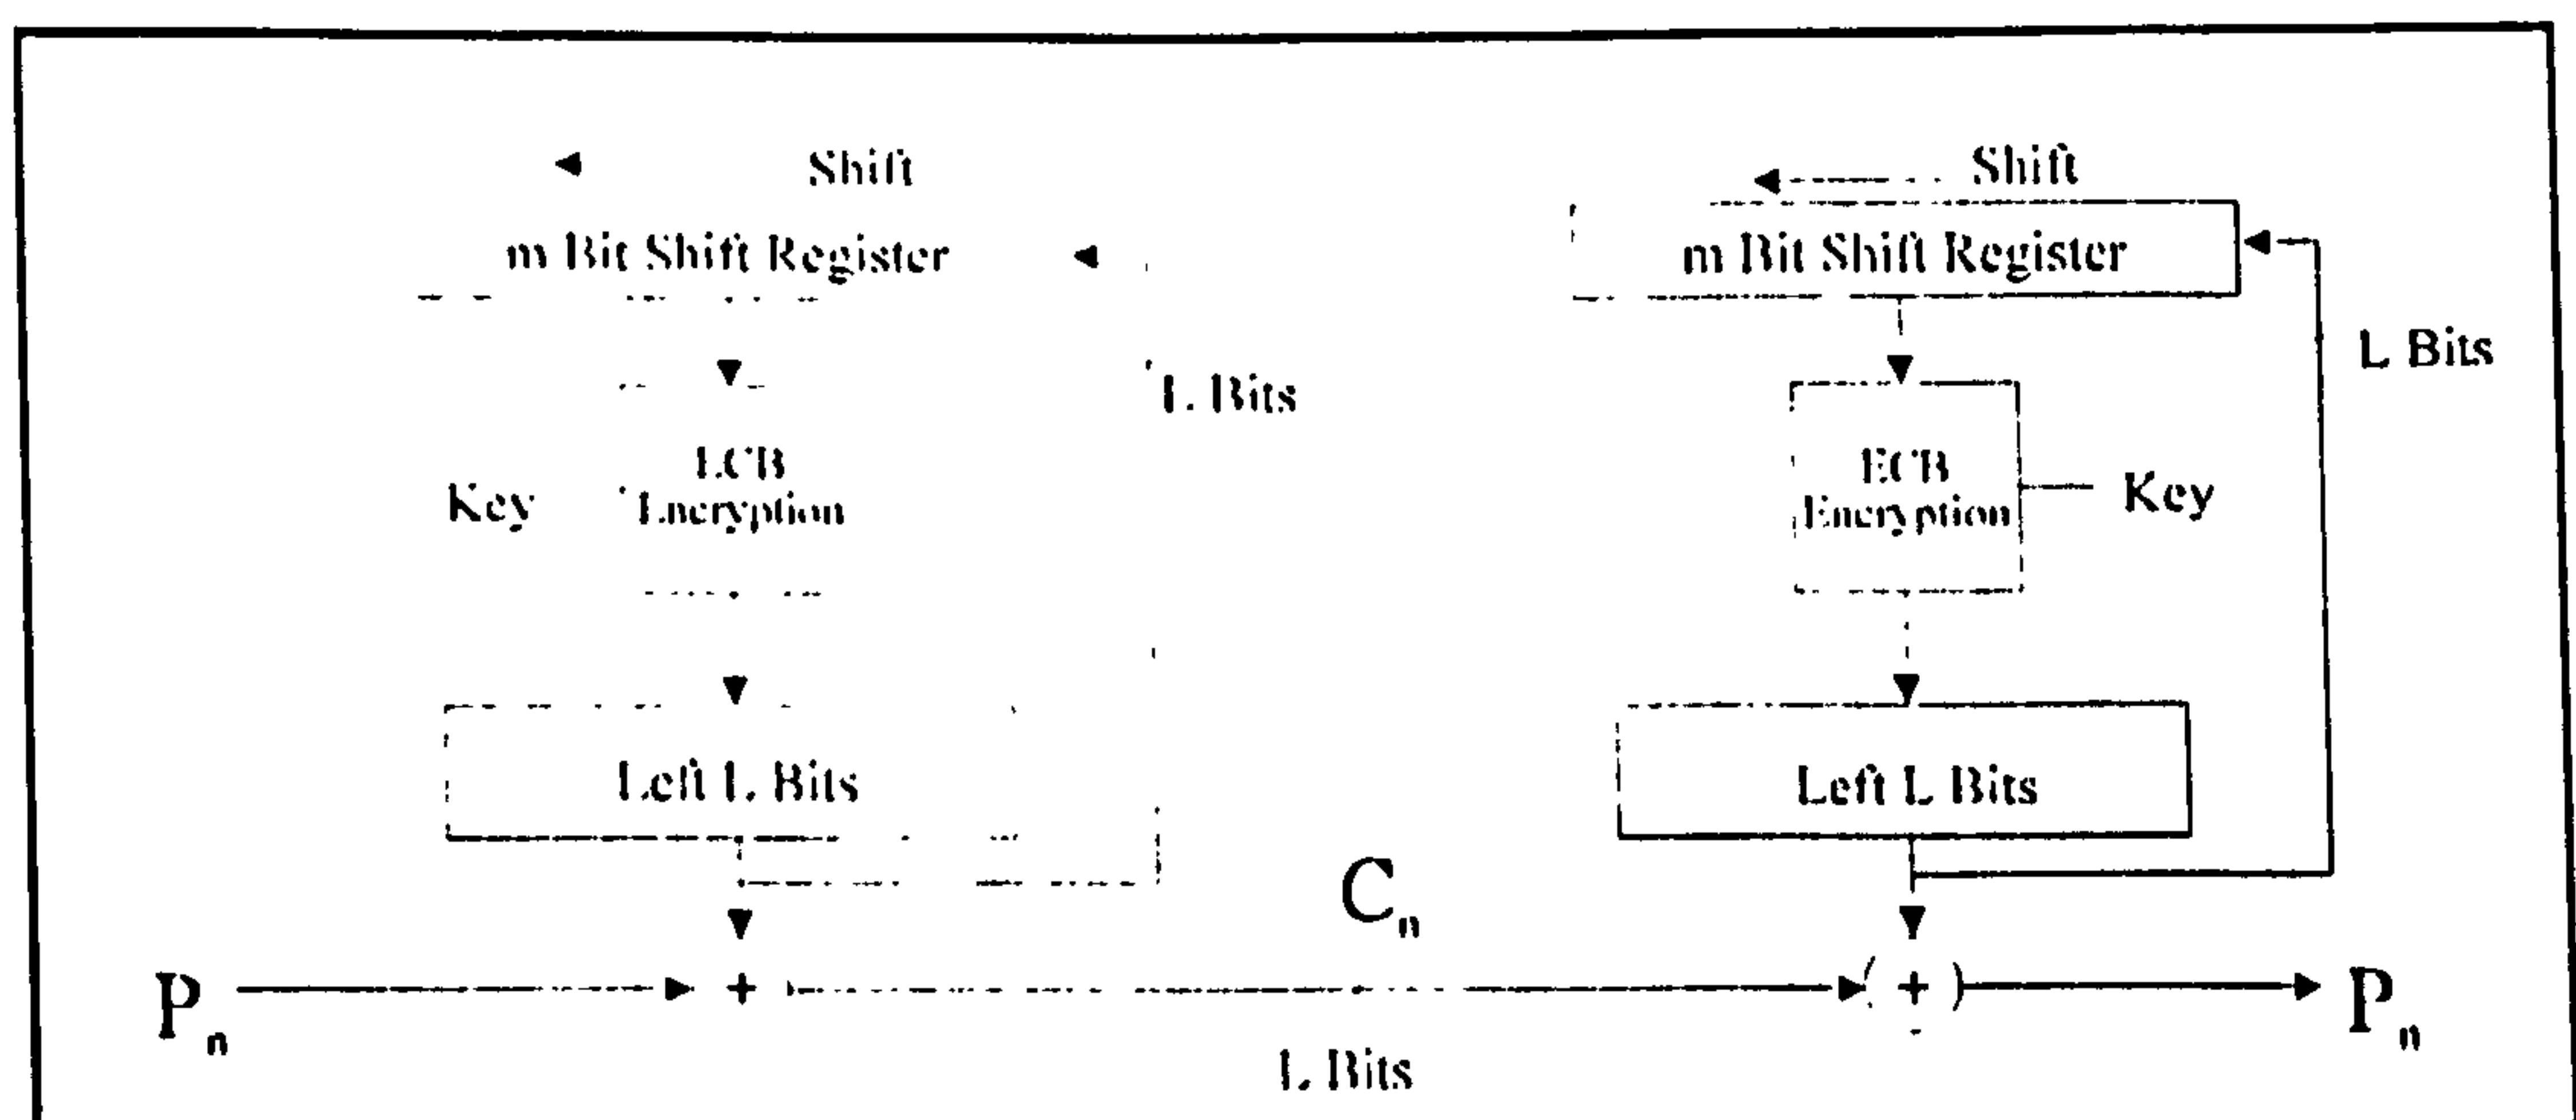 Shift
m Bit Shift Register
L Bits
Key
ECB
Encryption
Left L Bits
Shift
m Bit Shift Register
L Bits
ECB
Encryption
Key
Left L Bits
Cₙ
Pₙ
+
+
Pₙ
L Bits